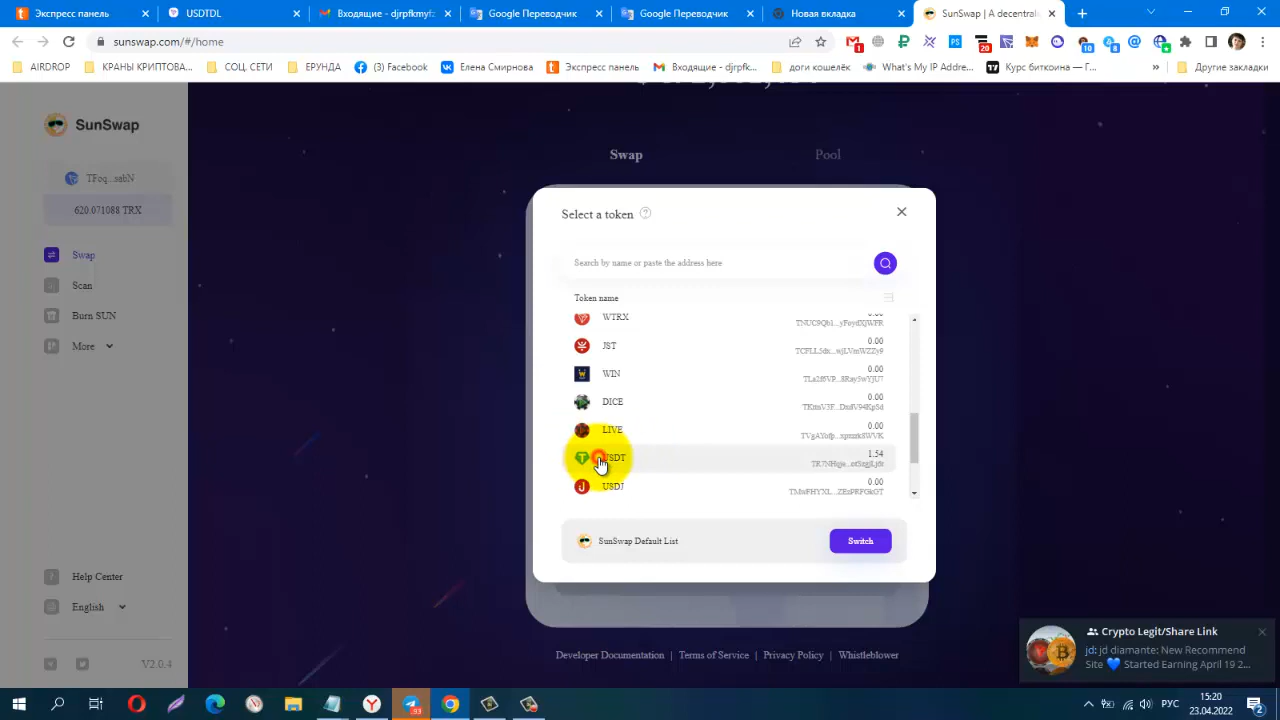 Экспресс панель
USDTDL
Входящие - djrpfkmyfz
Google Переводчик
Google Переводчик
Новая вкладка
SunSwap | A decentrali
sunswap.com/#/home
AIRDROP
КРАНЫ КРИПТОВА...
СОЦ. СЕТИ
ЕРУНДА
(3) Facebook
Елена Смирнова
Экспресс панель
Входящие - djrpfk...
доги кошелёк
What's My IP Addre...
Курс биткоина — Г...
»
Другие закладки
SunSwap
TFoq...sabN
620.071088 TRX
Swap
Scan
Burn SUN
More
Help Center
English
V2.0.4
Swap
Pool
Select a token
Search by name or paste the address here
Token name
WTRX
0.00
JST
0.00
WIN
0.00
DICE
0.00
LIVE
0.00
USDT
1.54
USDJ
0.00
SunSwap Default List
Switch
Developer Documentation | Terms of Service | Privacy Policy | Whistleblower
Crypto Legit/Share Link
jd: jd diamante: New Recommend
Site 💙 Started Earning April 19 2...
93
РУС
15:20
23.04.2022
2